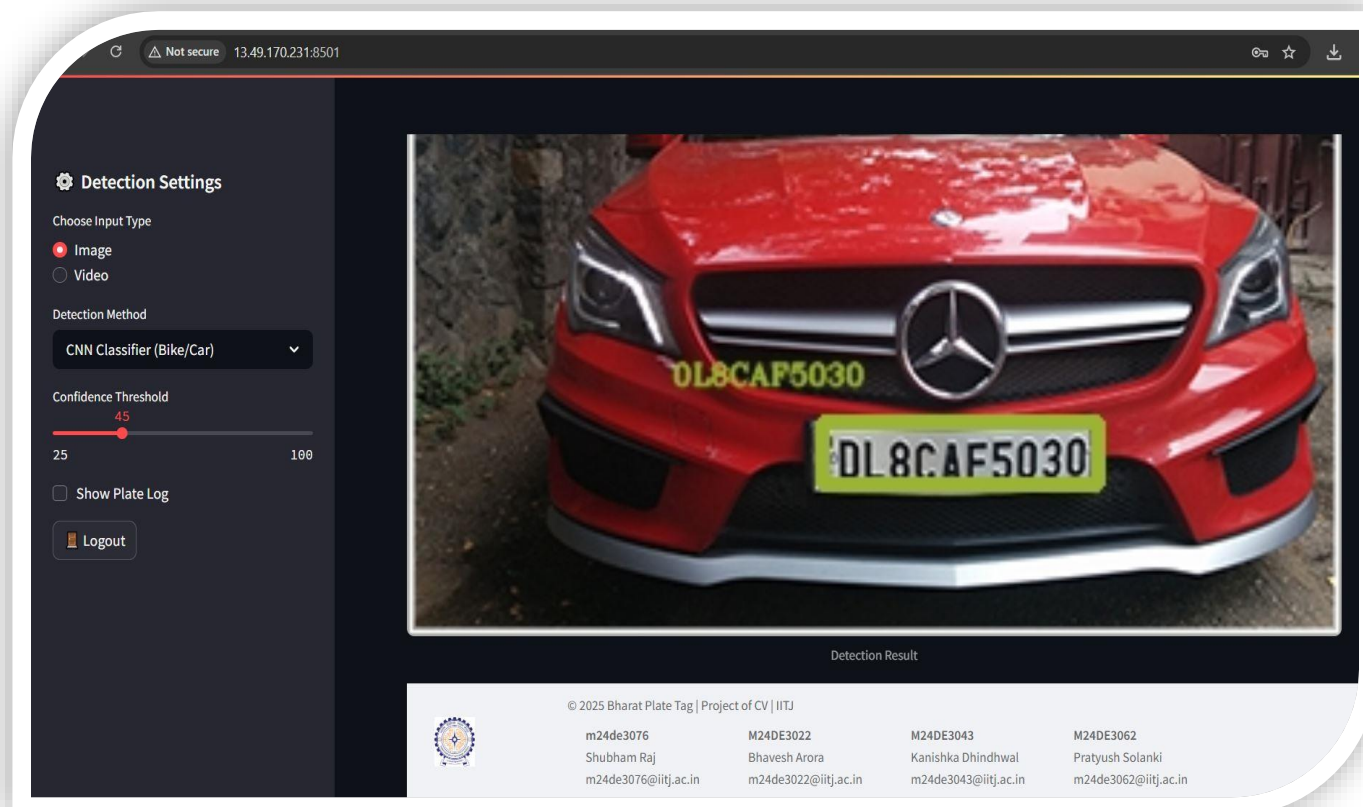 Not secure 13.49.170.231:8501
Detection Settings
Choose Input Type
Image
Video
Detection Method
CNN Classifier (Bike/Car)
Confidence Threshold
45
25 100
Show Plate Log
Logout
0L8CAF5030
DL8CAF5030
Detection Result
© 2025 Bharat Plate Tag | Project of CV | IITJ
m24de3076 M24DE3022 M24DE3043 M24DE3062
Shubham Raj Bhavesh Arora Kanishka Dhindhwal Pratyush Solanki
m24de3076@iitj.ac.in m24de3022@iitj.ac.in m24de3043@iitj.ac.in m24de3062@iitj.ac.in